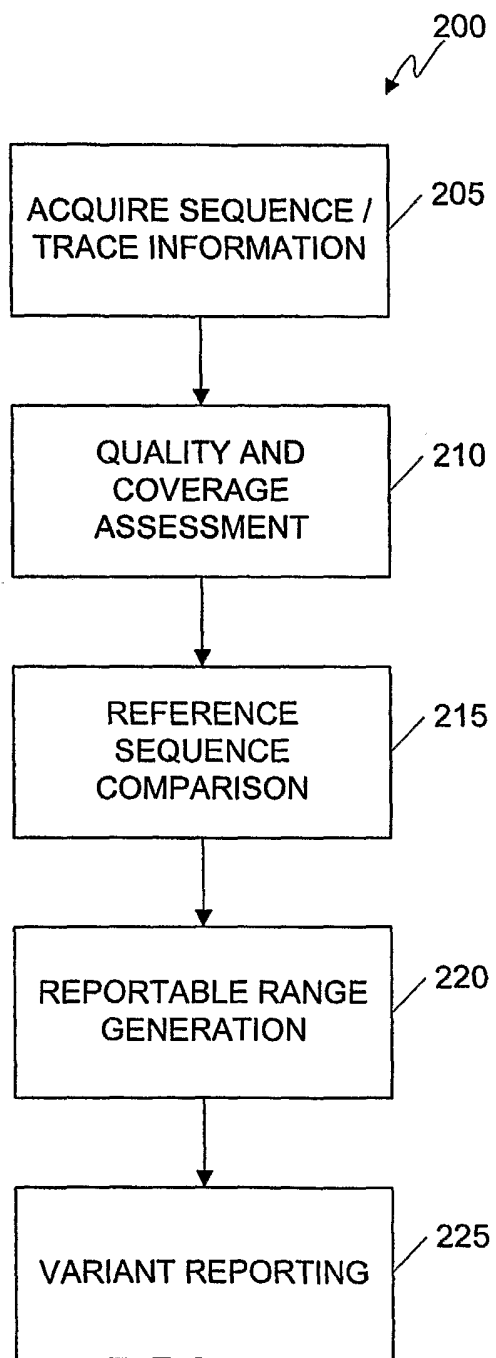 200
ACQUIRE SEQUENCE /
TRACE INFORMATION
205
QUALITY AND
COVERAGE
ASSESSMENT
210
REFERENCE
SEQUENCE
COMPARISON
215
REPORTABLE RANGE
GENERATION
220
VARIANT REPORTING
225